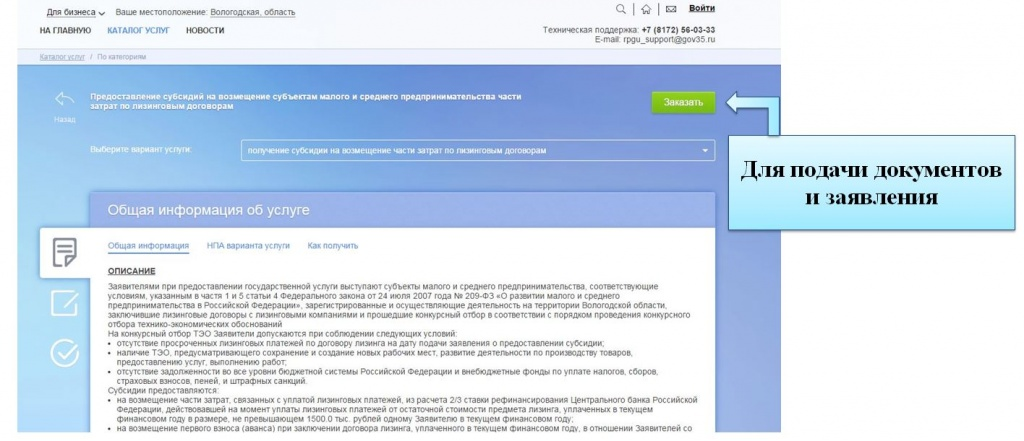 Для бизнеса Ваше местоположение: Вологодская, область Войти
НА ГЛАВНУЮ КАТАЛОГ УСЛУГ НОВОСТИ Техническая поддержка: +7 (8172) 56-03-33
E-mail: rpgu_support@gov35.ru
Каталог услуг / По категориям
Предоставление субсидий на возмещение субъектам малого и среднего предпринимательства части
затрат по лизинговым договорам
Заказать
Назад
Для подачи документов
и заявления
Выберите вариант услуги: получение субсидии на возмещение части затрат по лизинговым договорам
Общая информация об услуге
Общая информация НПА варианта услуги Как получить
ОПИСАНИЕ
Заявителями при предоставлении государственной услуги выступают субъекты малого и среднего предпринимательства, соответствующие
условиям, указанным в части 1 и 5 статьи 4 Федерального закона от 24 июля 2007 года № 209-ФЗ «О развитии малого и среднего
предпринимательства в Российской Федерации», зарегистрированные и осуществляющие деятельность на территории Вологодской области,
заключившие лизинговые договоры с лизинговыми компаниями и прошедшие конкурсный отбор в соответствии с порядком проведения конкурсного
отбора технико-экономических обоснований
На конкурсный отбор ТЭО Заявители допускаются при соблюдении следующих условий:
• отсутствие просроченных лизинговых платежей по договору лизинга на дату подачи заявления о предоставлении субсидии;
• наличие ТЭО, предусматривающего сохранение и создание новых рабочих мест, развитие деятельности по производству товаров,
предоставлению услуг, выполнению работ;
• отсутствие задолженности во все уровни бюджетной системы Российской Федерации и внебюджетные фонды по уплате налогов, сборов,
страховых взносов, пеней, и штрафных санкций.
Субсидии предоставляются:
• на возмещение части затрат, связанных с уплатой лизинговых платежей, из расчета 2/3 ставки рефинансирования Центрального банка Российской
Федерации, действовавшей на момент уплаты лизинговых платежей от остаточной стоимости предмета лизинга, уплаченных в текущем
финансовом году в размере, не превышающем 1500.0 тыс. рублей одному Заявителю в текущем финансовом году;
• на возмещение первого взноса (аванса) при заключении договора лизинга, уплаченного в текущем финансовом году, в отношении Заявителей со